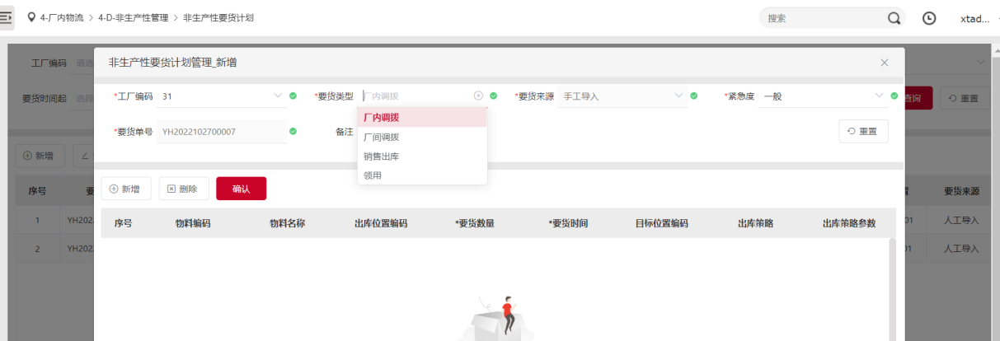 4-厂内物流 > 4-D-非生产性管理 > 非生产性要货计划
搜索
xtad...
工厂编码
非生产性要货计划管理_新增
要货时间起
查询
重置
*工厂编码 31
*要货类型 厂内调拨
*要货来源 手工导入
*紧急度 一般
*要货单号 YH2022102700007
备注
重置
厂内调拨
厂间调拨
销售出库
领用
新增
新增
删除
确认
序号
序号 物料编码 物料名称 出库位置编码 *要货数量 *要货时间 目标位置编码 出库策略 出库策略参数
要货来源
1 YH202 01 人工导入
2 YH202 01 人工导入